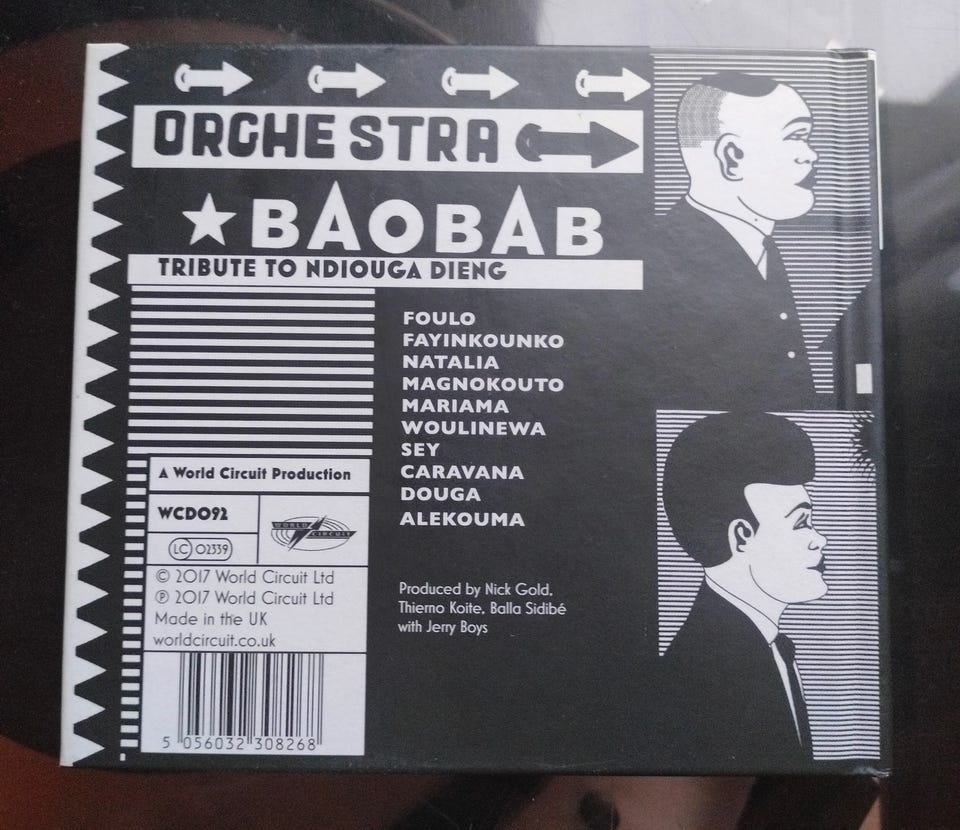 ORCHESTRA
BAOBAB
TRIBUTE TO NDIOUGA DIENG
FOULO
FAYINKOUNKO
NATALIA
MAGNOKOUTO
MARIAMA
WOULINEWA
SEY
CARAVANA
DOUGA
ALEKOUMA
A World Circuit Production
WCD092
WORLD
CIRCUIT
LC 02339
© 2017 World Circuit Ltd
℗ 2017 World Circuit Ltd
Made in the UK
worldcircuit.co.uk
Produced by Nick Gold,
Thierno Koite, Balla Sidibé
with Jerry Boys
5 056032 308268